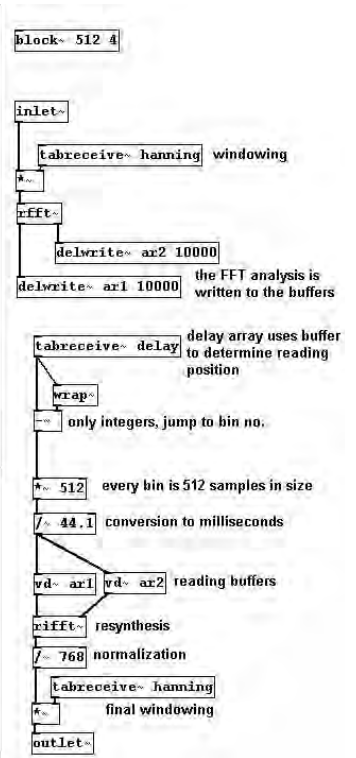 block~ 512 4
inlet~
tabreceive~ hanning windowing
*~
rfft~
delwrite~ ar2 10000
delwrite~ ar1 10000 the FFT analysis is
written to the buffers
tabreceive~ delay delay array uses buffer
to determine reading
position
wrap~
-~ only integers, jump to bin no.
*~ 512 every bin is 512 samples in size
/~ 44.1 conversion to milliseconds
vd~ ar1 vd~ ar2 reading buffers
rifft~ resynthesis
/~ 768 normalization
tabreceive~ hanning
*~ final windowing
outlet~